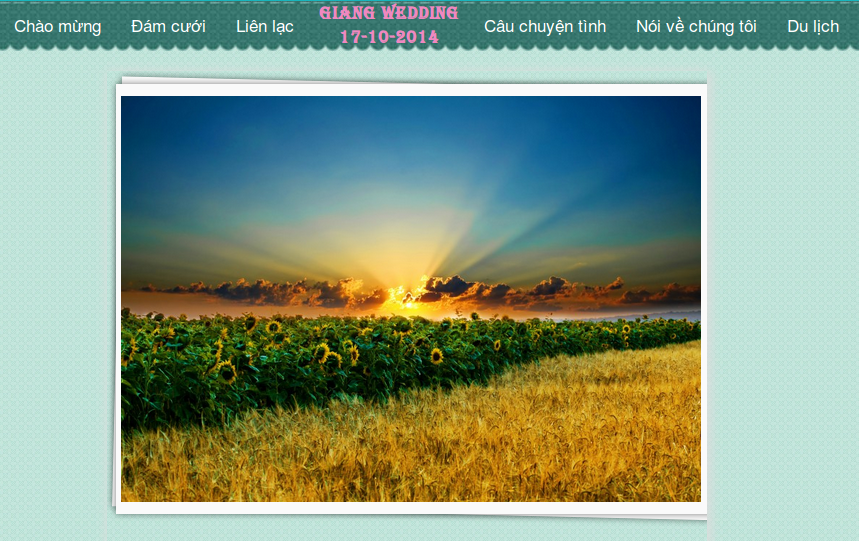 Chào mừng
Đám cưới
Liên lạc
GIANG WEDDING
17-10-2014
Câu chuyện tình
Nói về chúng tôi
Du lịch